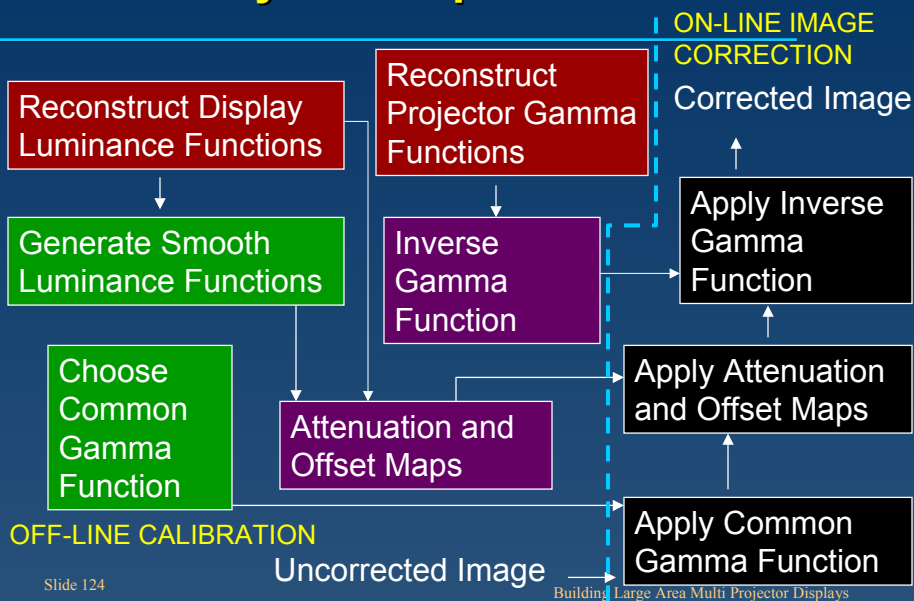 ON-LINE IMAGE
CORRECTION
Corrected Image
Reconstruct Display
Luminance Functions
Reconstruct
Projector Gamma
Functions
Generate Smooth
Luminance Functions
Inverse
Gamma
Function
Apply Inverse
Gamma
Function
Choose
Common
Gamma
Function
Attenuation and
Offset Maps
Apply Attenuation
and Offset Maps
OFF-LINE CALIBRATION
Uncorrected Image
Apply Common
Gamma Function
Slide 124
Building Large Area Multi Projector Displays